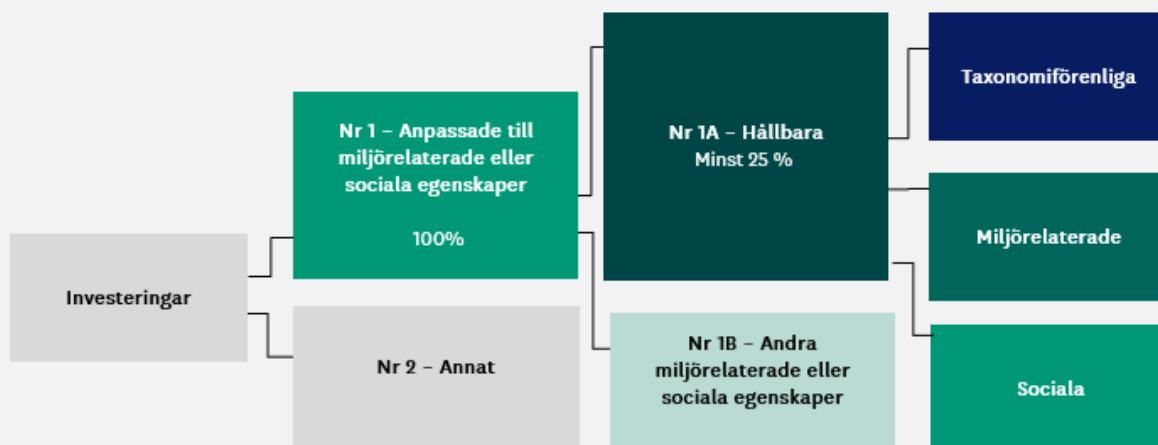 Investeringar
Nr 1 – Anpassade till
miljörelaterade eller
sociala egenskaper
100%
Nr 2 – Annat
Nr 1A – Hållbara
Minst 25 %
Nr 1B – Andra
miljörelaterade eller
sociala egenskaper
Taxonomiförenliga
Miljörelaterade
Sociala